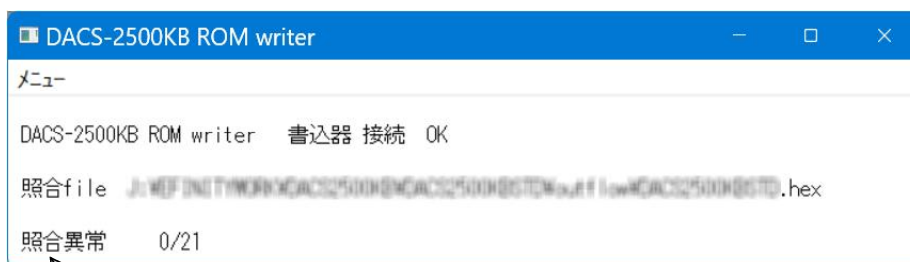 DACS-2500KB ROM writer
メニュー
DACS-2500KB ROM writer 書込器 接続 OK
照合file .hex
照合異常 0/21